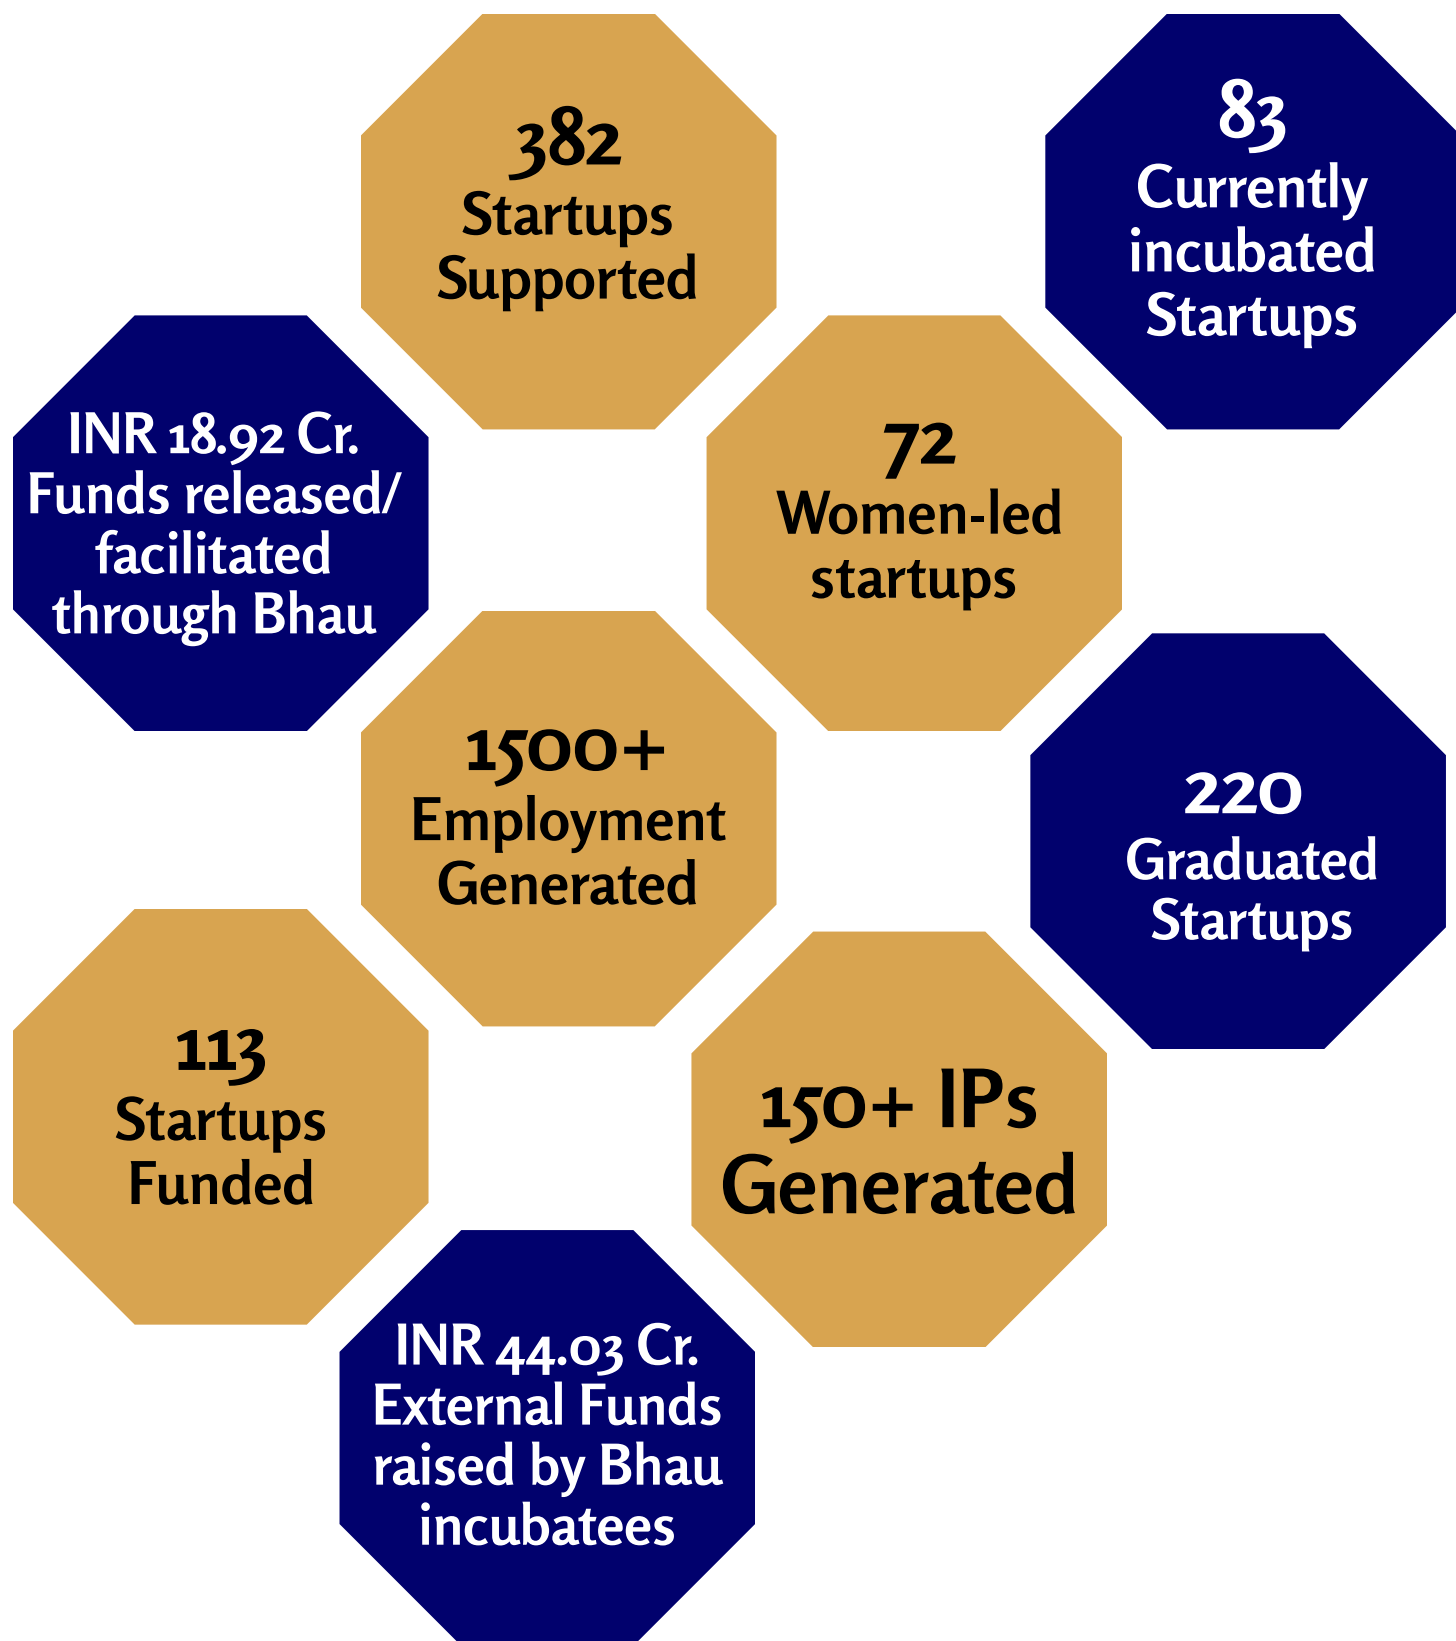 382
Startups
Supported
83
Currently
incubated
Startups
INR 18.92 Cr.
Funds released/
facilitated
through Bhau
72
Women-led
startups
1500+
Employment
Generated
220
Graduated
Startups
113
Startups
Funded
150+ IPs
Generated
INR 44.03 Cr.
External Funds
raised by Bhau
incubatees